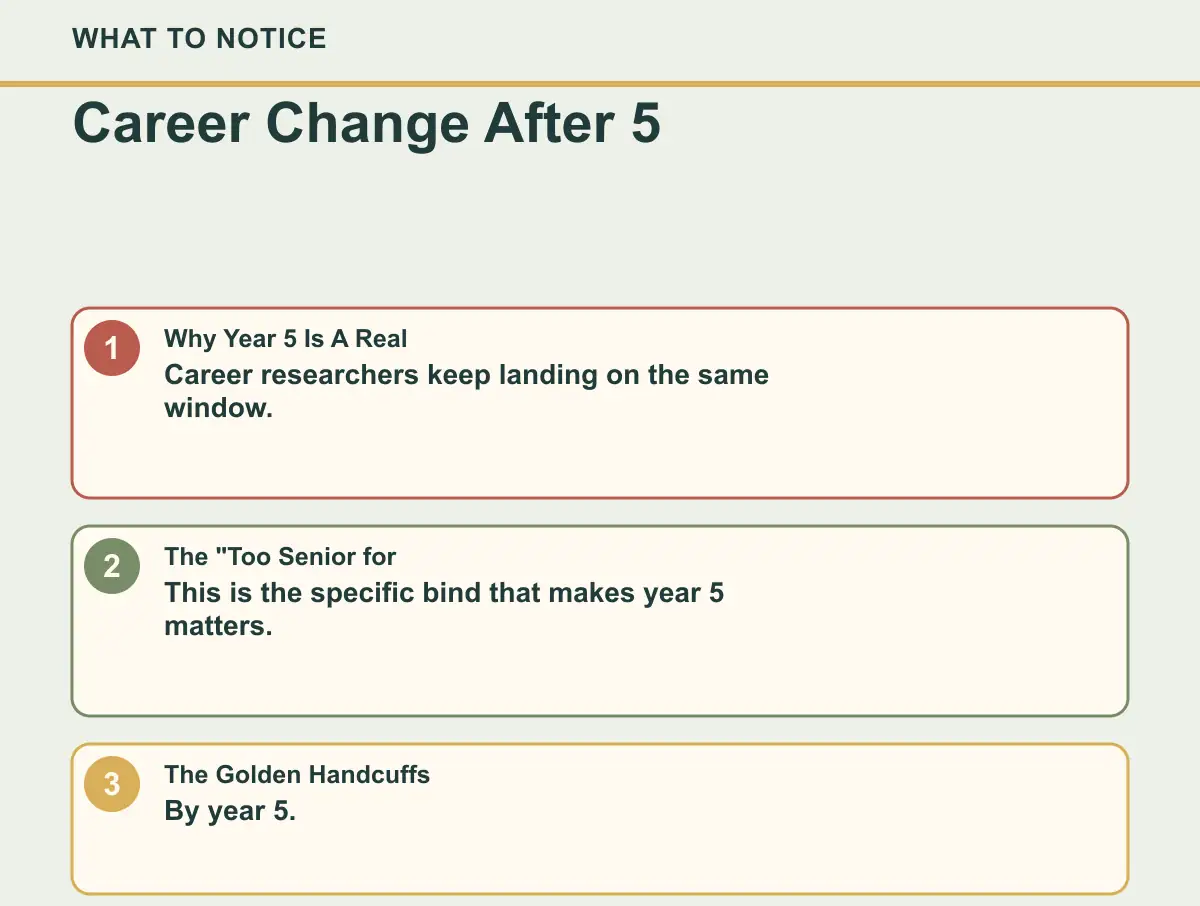 WHAT TO NOTICE
Career Change After 5
1
Why Year 5 Is A Real
Career researchers keep landing on the same
window.
2
The "Too Senior for
This is the specific bind that makes year 5
matters.
3
The Golden Handcuffs
By year 5.